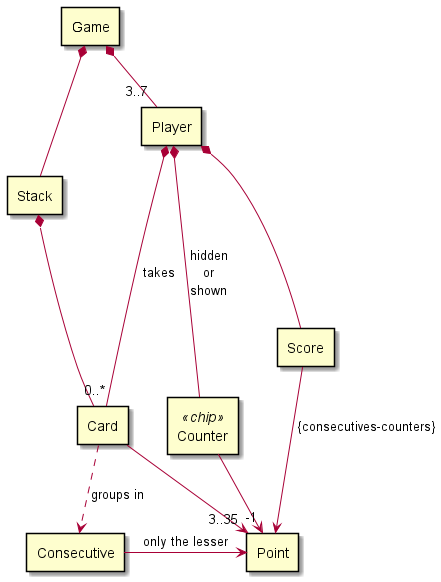 Game
3..7
Player
Stack
takes
hidden
or
shown
Score
0..*
«chip»
Card
Counter
{consecutives-counters}
groups in
3..35
-1
only the lesser
Consecutive
Point